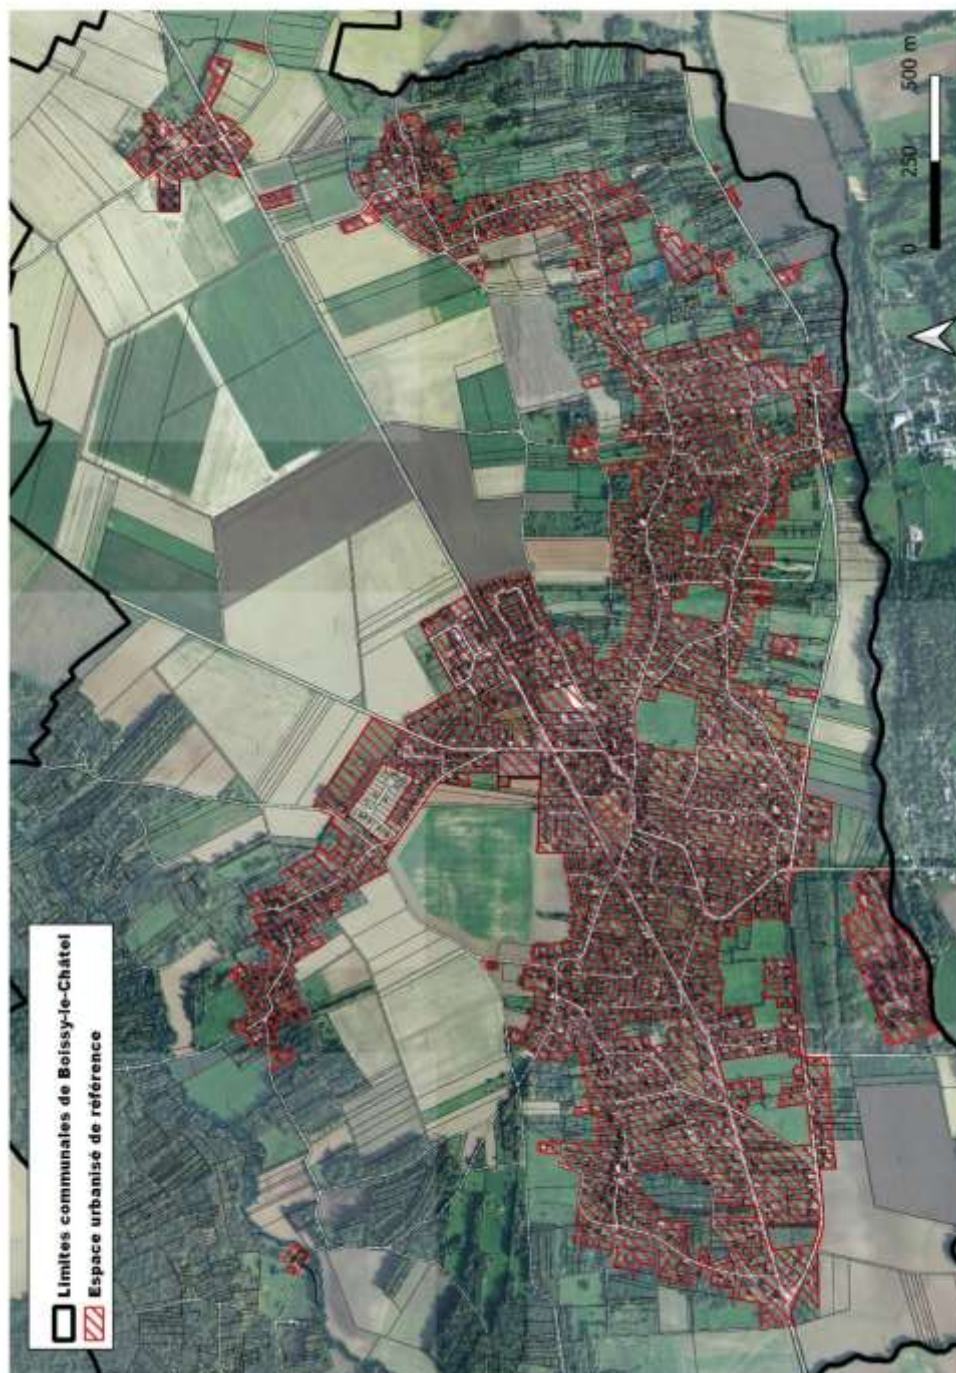 Limites communales de Boissy-le-Châtel
Espace urbanisé de référence
0 250 500 m